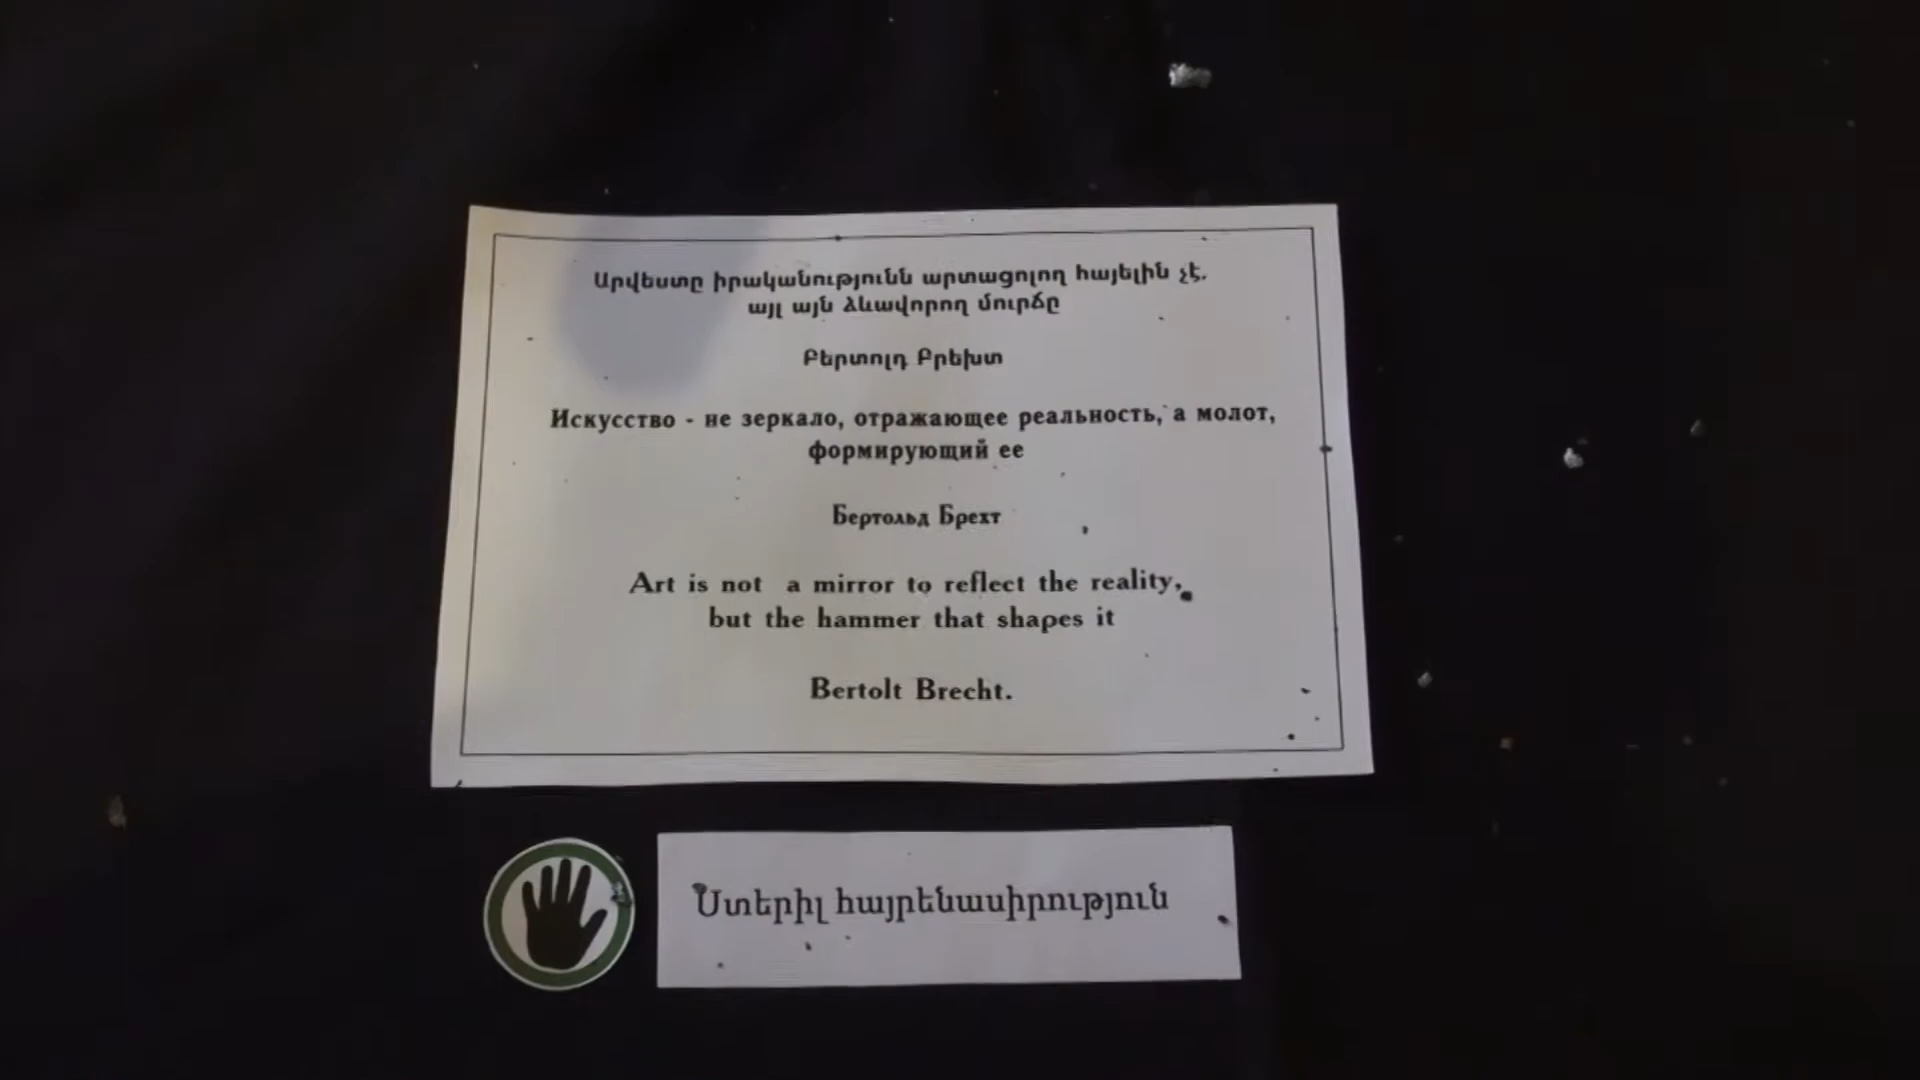 Արվեստը իրականությունն արտացոլող հայելին չէ.
այլ այն ձևավորող մուրճը
Բերտոլդ Բրեխտ
Искусство - не зеркало, отражающее реальность, а молот,
формирующий ее
Бертольд Брехт
Art is not a mirror to reflect the reality,
but the hammer that shapes it
Bertolt Brecht.
Ստերիլ հայրենասիրություն